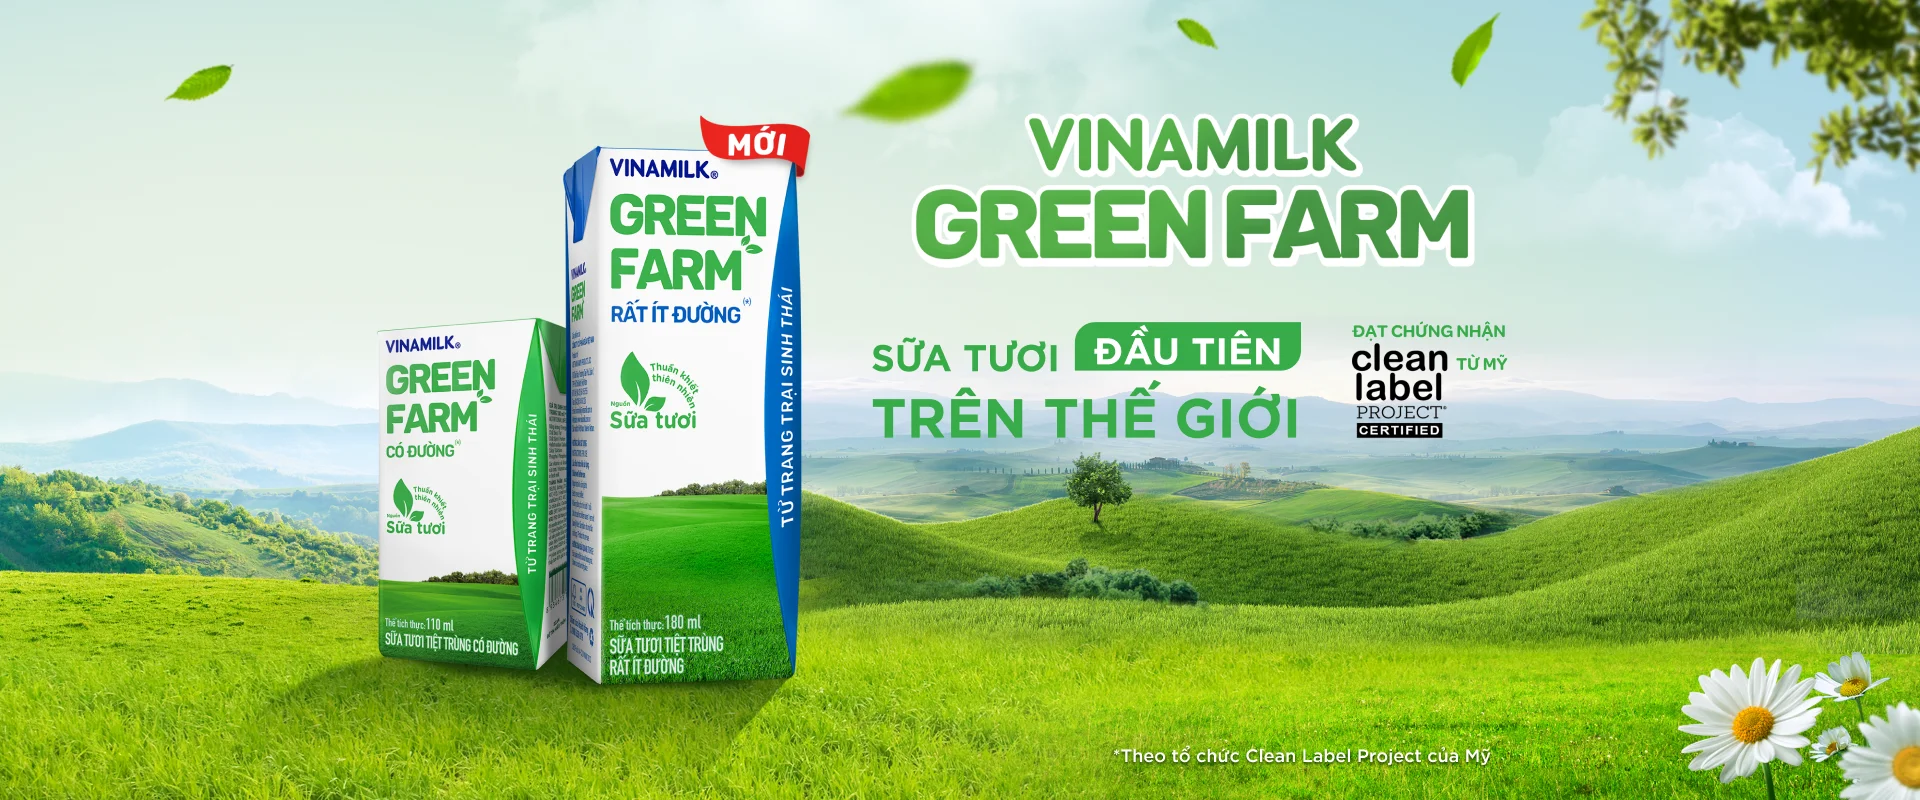 VINAMILK
GREEN FARM
SỮA TƯƠI ĐẦU TIÊN
TRÊN THẾ GIỚI
ĐẠT CHỨNG NHẬN
clean
label
PROJECT®
CERTIFIED
TỪ MỸ
MỚI
VINAMILK®
GREEN
FARM
RẤT ÍT ĐƯỜNG(*)
Thuần khiết
thiên nhiên
Nguồn
Sữa tươi
TỪ TRANG TRẠI SINH THÁI
Thể tích thực: 180 ml
SỮA TƯƠI TIỆT TRÙNG
RẤT ÍT ĐƯỜNG
VINAMILK
GREEN
FARM
VINAMILK®
GREEN
FARM
CÓ ĐƯỜNG(*)
Thuần khiết
thiên nhiên
Nguồn
Sữa tươi
TỪ TRANG TRẠI SINH THÁI
Thể tích thực: 110 ml
SỮA TƯƠI TIỆT TRÙNG CÓ ĐƯỜNG
*Theo tổ chức Clean Label Project của Mỹ